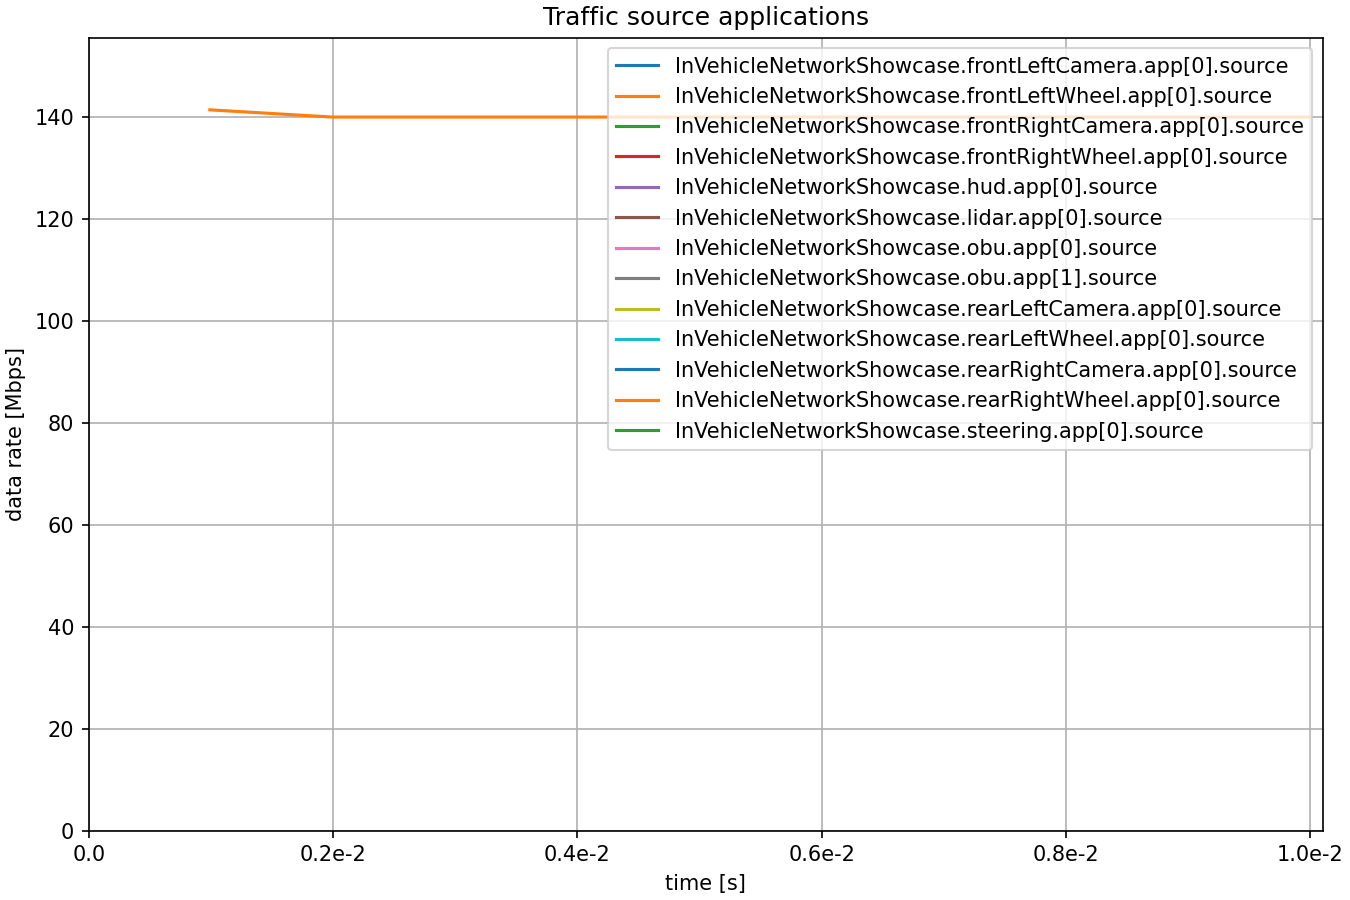 Traffic source applications
InVehicleNetworkShowcase.frontLeftCamera.app[0].source
InVehicleNetworkShowcase.frontLeftWheel.app[0].source
InVehicleNetworkShowcase.frontRightCamera.app[0].source
InVehicleNetworkShowcase.frontRightWheel.app[0].source
InVehicleNetworkShowcase.hud.app[0].source
InVehicleNetworkShowcase.lidar.app[0].source
InVehicleNetworkShowcase.obu.app[0].source
InVehicleNetworkShowcase.obu.app[1].source
InVehicleNetworkShowcase.rearLeftCamera.app[0].source
InVehicleNetworkShowcase.rearLeftWheel.app[0].source
InVehicleNetworkShowcase.rearRightCamera.app[0].source
InVehicleNetworkShowcase.rearRightWheel.app[0].source
InVehicleNetworkShowcase.steering.app[0].source
data rate [Mbps]
140
120
100
80
60
40
20
0
0.0 0.2e-2 0.4e-2 0.6e-2 0.8e-2 1.0e-2
time [s]